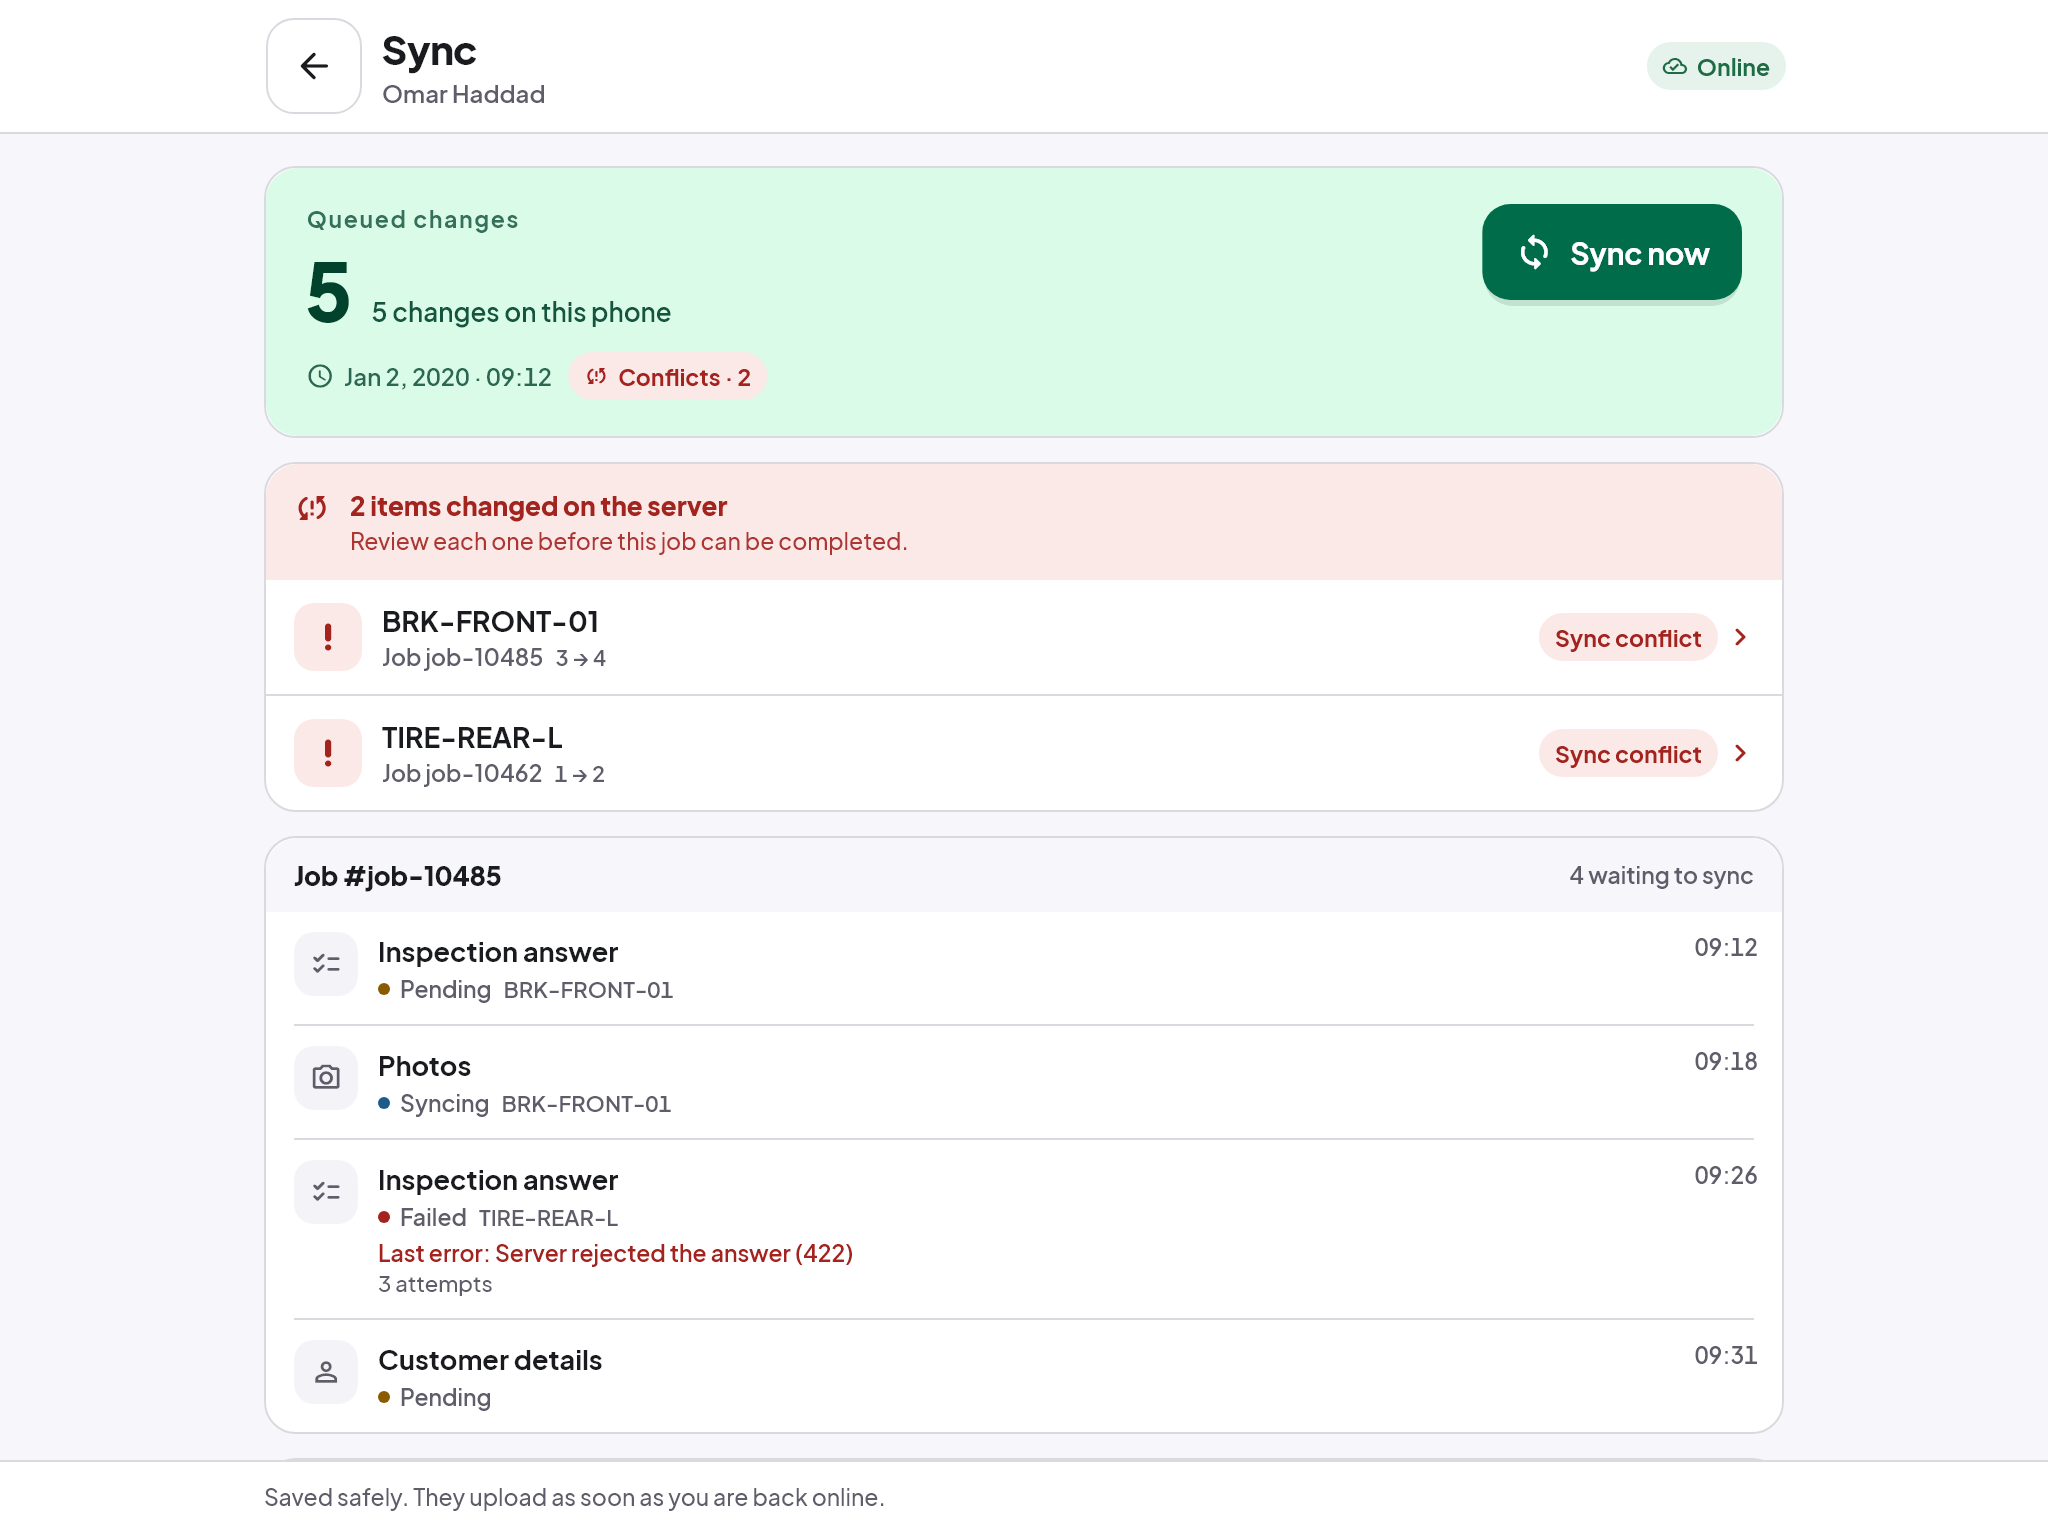 Sync
Omar Haddad
Online
Queued changes
5 5 changes on this phone
Sync now
Jan 2, 2020 · 09:12 Conflicts · 2
2 items changed on the server
Review each one before this job can be completed.
BRK-FRONT-01
Job job-10485 3 → 4
Sync conflict
TIRE-REAR-L
Job job-10462 1 → 2
Sync conflict
Job #job-10485 4 waiting to sync
Inspection answer 09:12
Pending BRK-FRONT-01
Photos 09:18
Syncing BRK-FRONT-01
Inspection answer 09:26
Failed TIRE-REAR-L
Last error: Server rejected the answer (422)
3 attempts
Customer details 09:31
Pending
Saved safely. They upload as soon as you are back online.